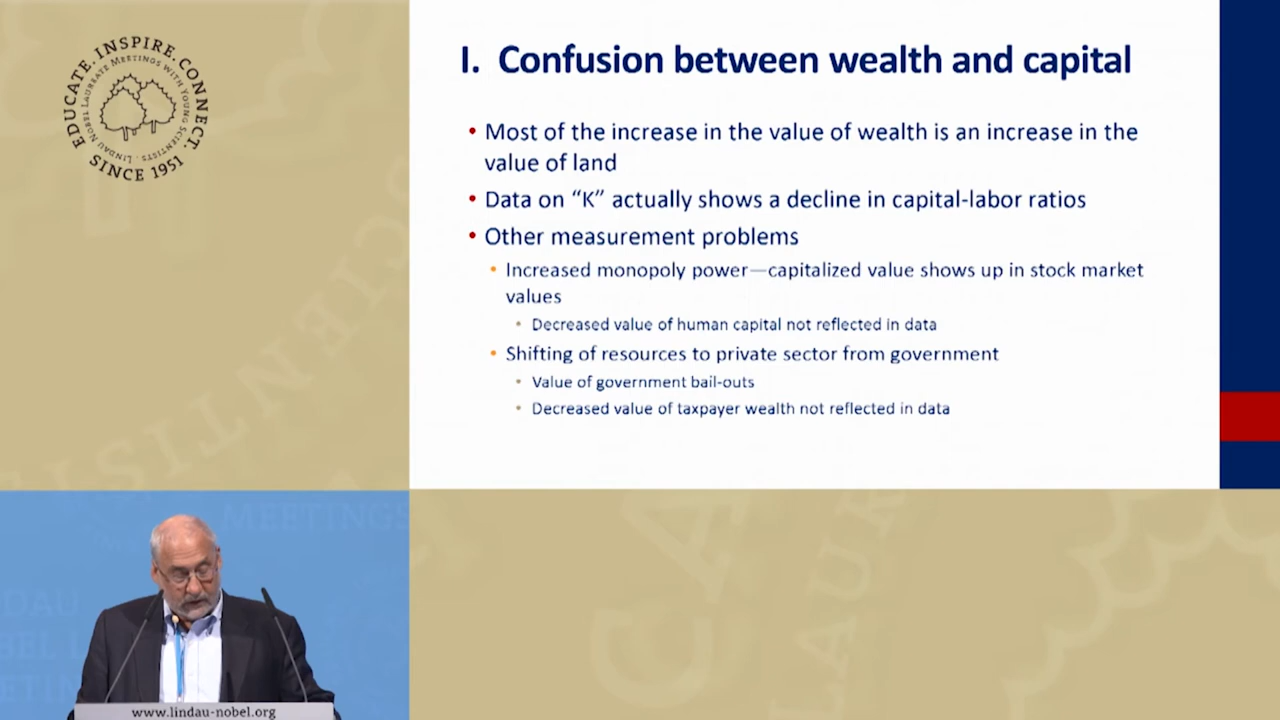 EDUCATE. INSPIRE. CONNECT.
LINDAU NOBEL LAUREATE MEETINGS WITH YOUNG SCIENTISTS
SINCE 1951
I. Confusion between wealth and capital
• Most of the increase in the value of wealth is an increase in the
value of land
• Data on “K” actually shows a decline in capital-labor ratios
• Other measurement problems
• Increased monopoly power—capitalized value shows up in stock market
values
• Decreased value of human capital not reflected in data
• Shifting of resources to private sector from government
• Value of government bail-outs
• Decreased value of taxpayer wealth not reflected in data
MEETINGS
www.lindau-nobel.org